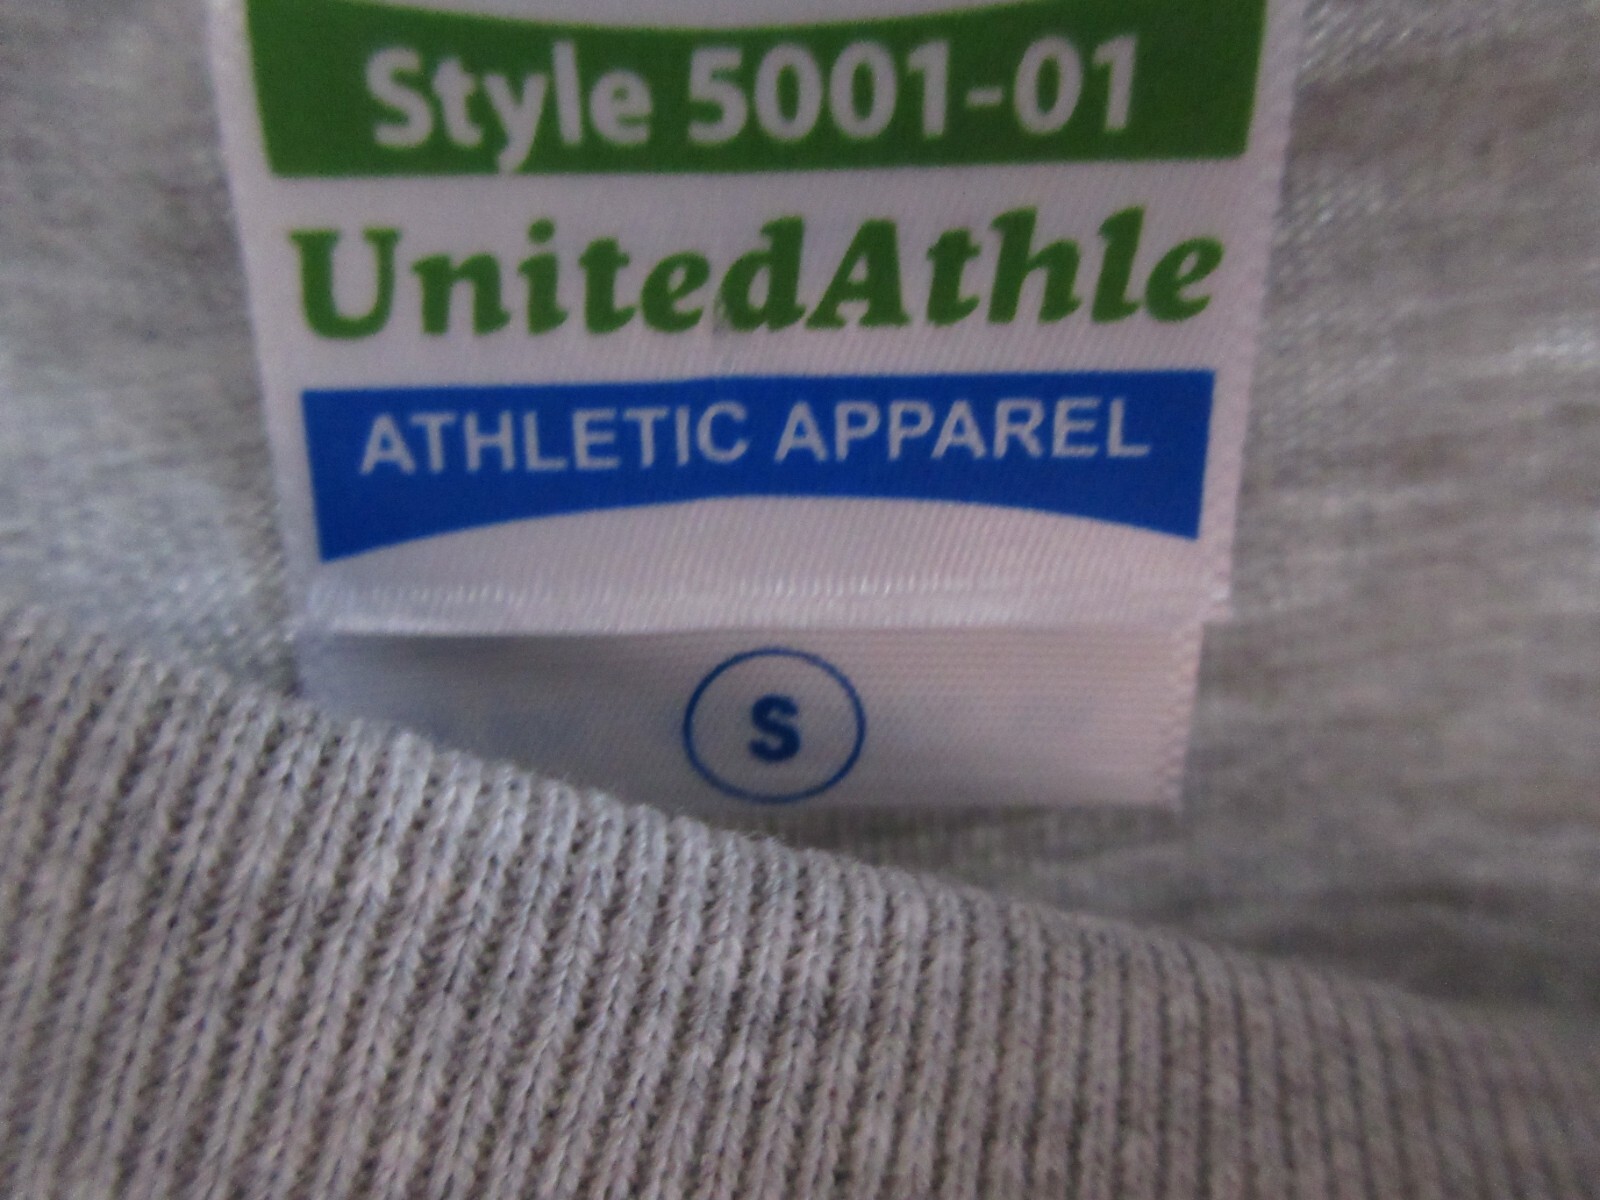 Style 5001-01
UnitedAthle
ATHLETIC APPAREL
S